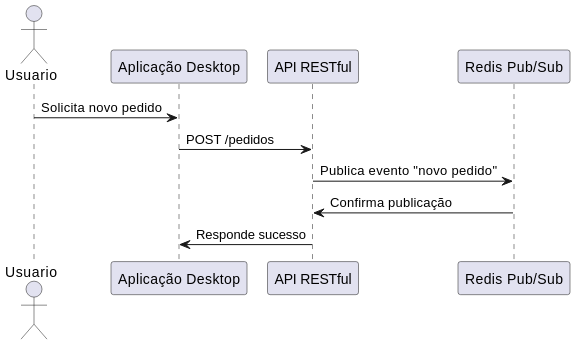 Usuario
Aplicação Desktop
API RESTful
Redis Pub/Sub
Solicita novo pedido
POST /pedidos
Publica evento "novo pedido"
Confirma publicação
Responde sucesso
Usuario
Aplicação Desktop
API RESTful
Redis Pub/Sub